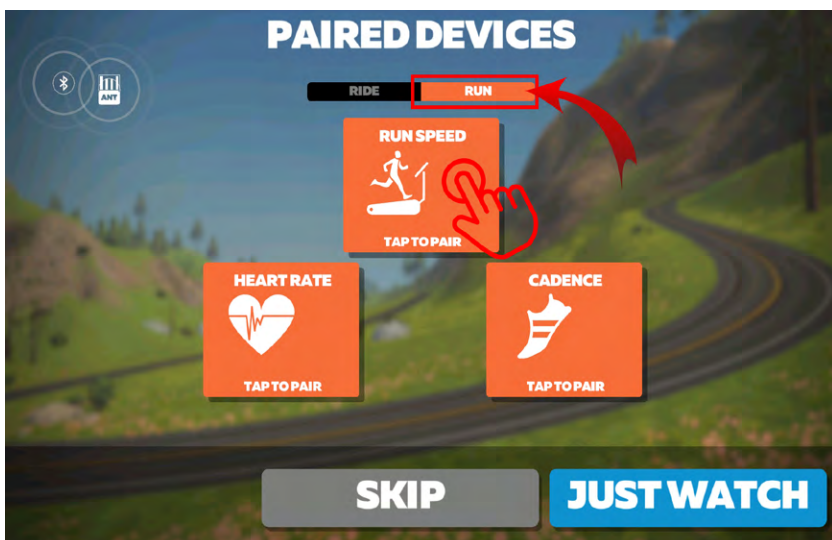 PAIRED DEVICES
ANT
RIDE RUN
RUN SPEED
TAP TO PAIR
HEART RATE
TAP TO PAIR
CADENCE
TAP TO PAIR
SKIP
JUST WATCH